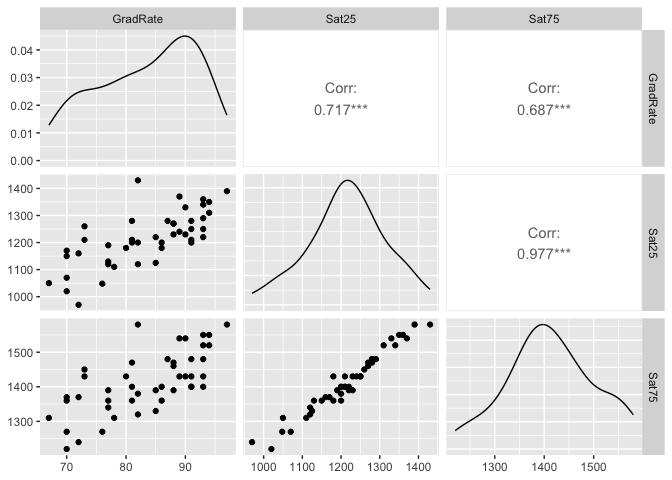 GradRate
Sat25
Sat75
0.04
0.03
0.02
0.01
0.00
Corr:
0.717***
Corr:
0.687***
GradRate
1400
1300
1200
1100
1000
Corr:
0.977***
Sat25
1500
1400
1300
Sat75
70 80 90
1000 1100 1200 1300 1400
1300 1400 1500